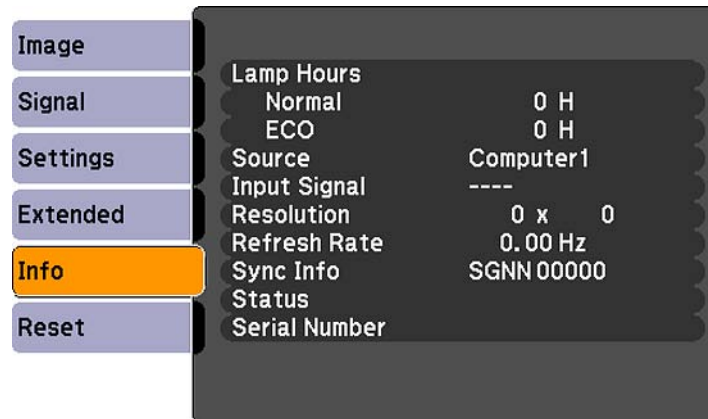 Image
Signal
Settings
Extended
Info
Reset
Lamp Hours
Normal 0 H
ECO 0 H
Source Computer1
Input Signal ----
Resolution 0 x 0
Refresh Rate 0.00 Hz
Sync Info SGNN 00000
Status
Serial Number